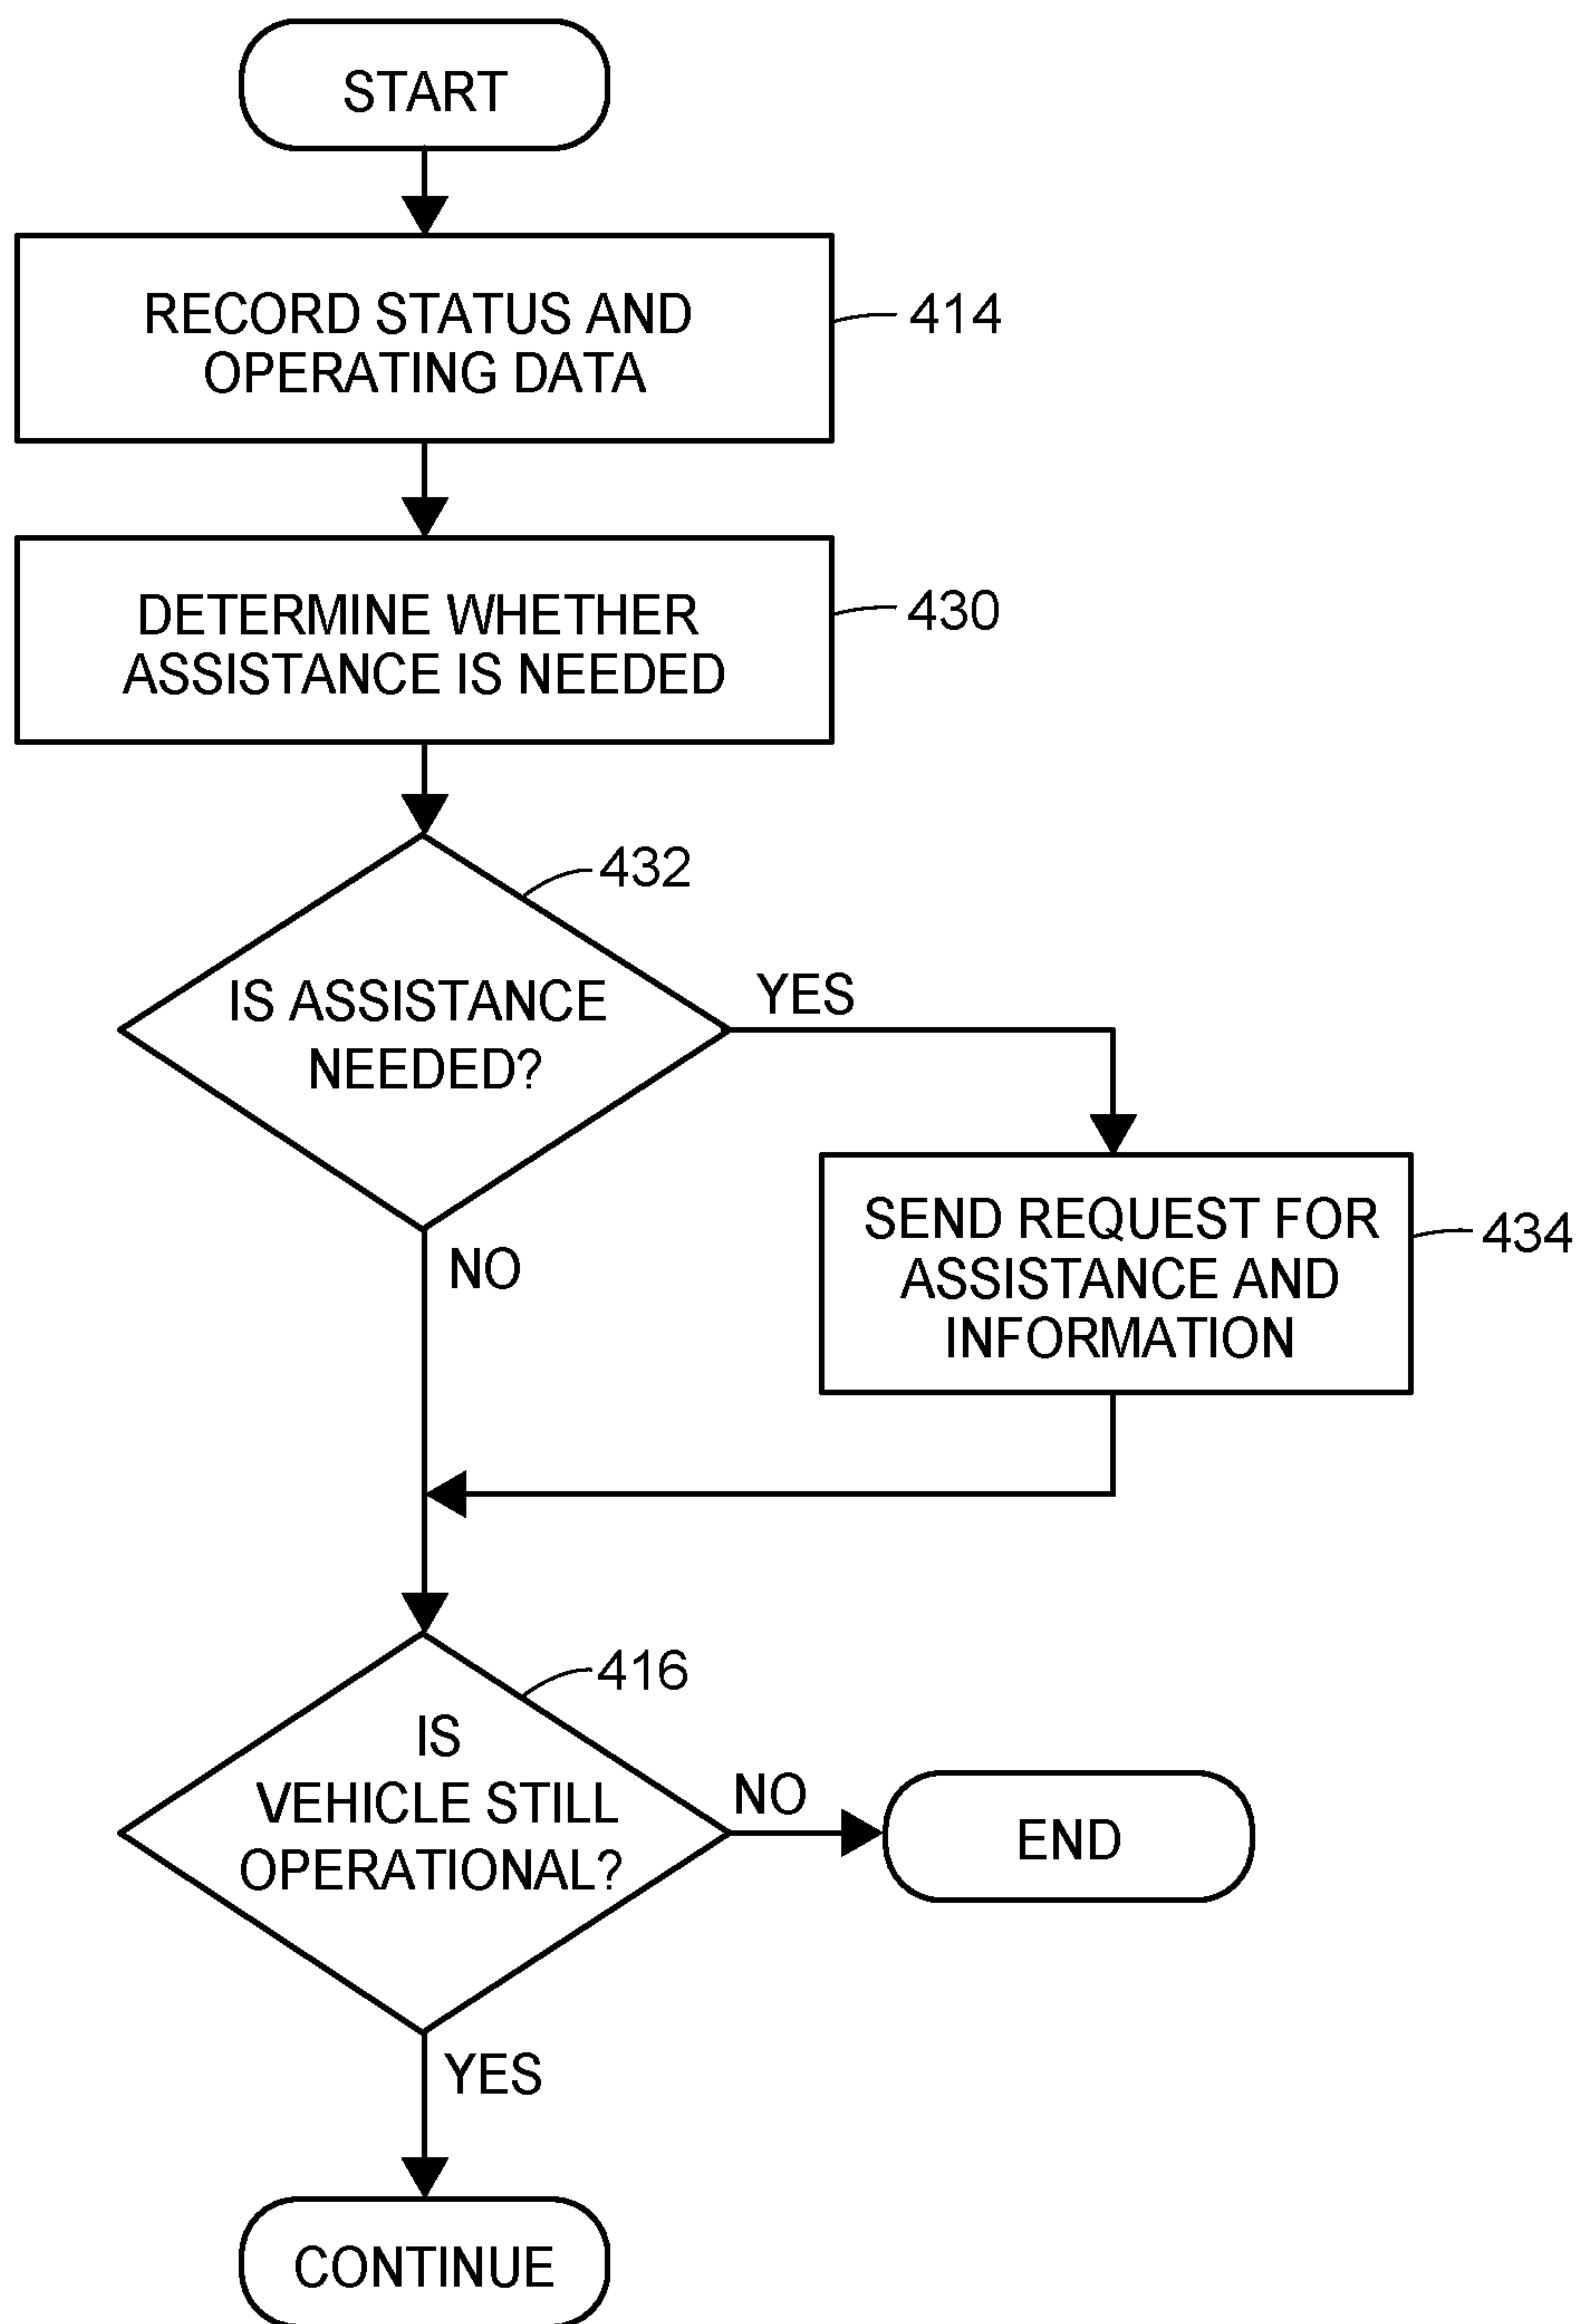 START
RECORD STATUS AND
OPERATING DATA
414
DETERMINE WHETHER
ASSISTANCE IS NEEDED
430
432
IS ASSISTANCE
NEEDED?
YES
NO
SEND REQUEST FOR
ASSISTANCE AND
INFORMATION
434
416
IS
VEHICLE STILL
OPERATIONAL?
NO
END
YES
CONTINUE